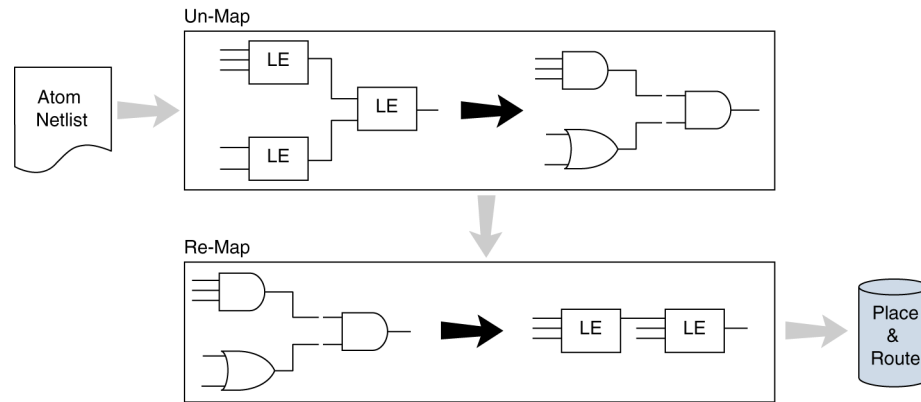 Un-Map
Atom
Netlist
LE
LE
LE
Re-Map
LE
LE
Place
&
Route